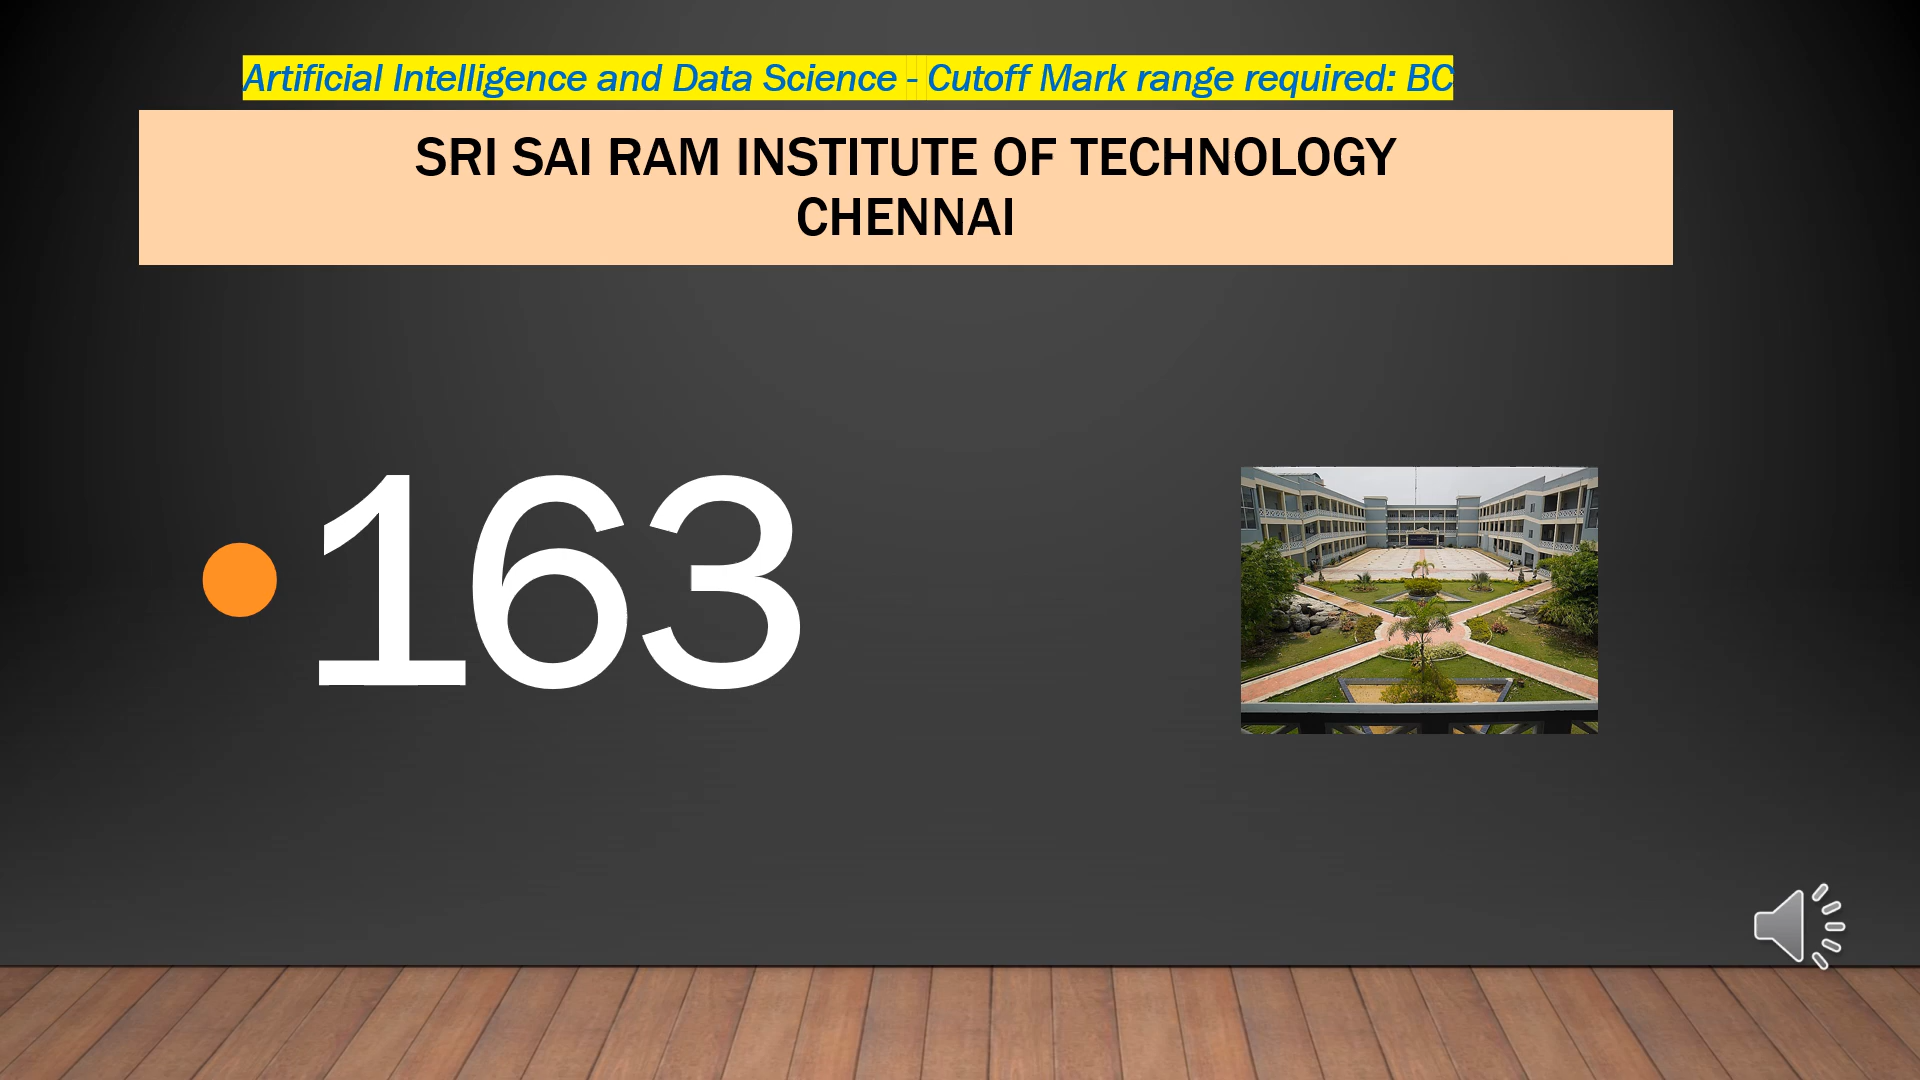 Artificial Intelligence and Data Science - Cutoff Mark range required: BC
SRI SAI RAM INSTITUTE OF TECHNOLOGY
CHENNAI
163